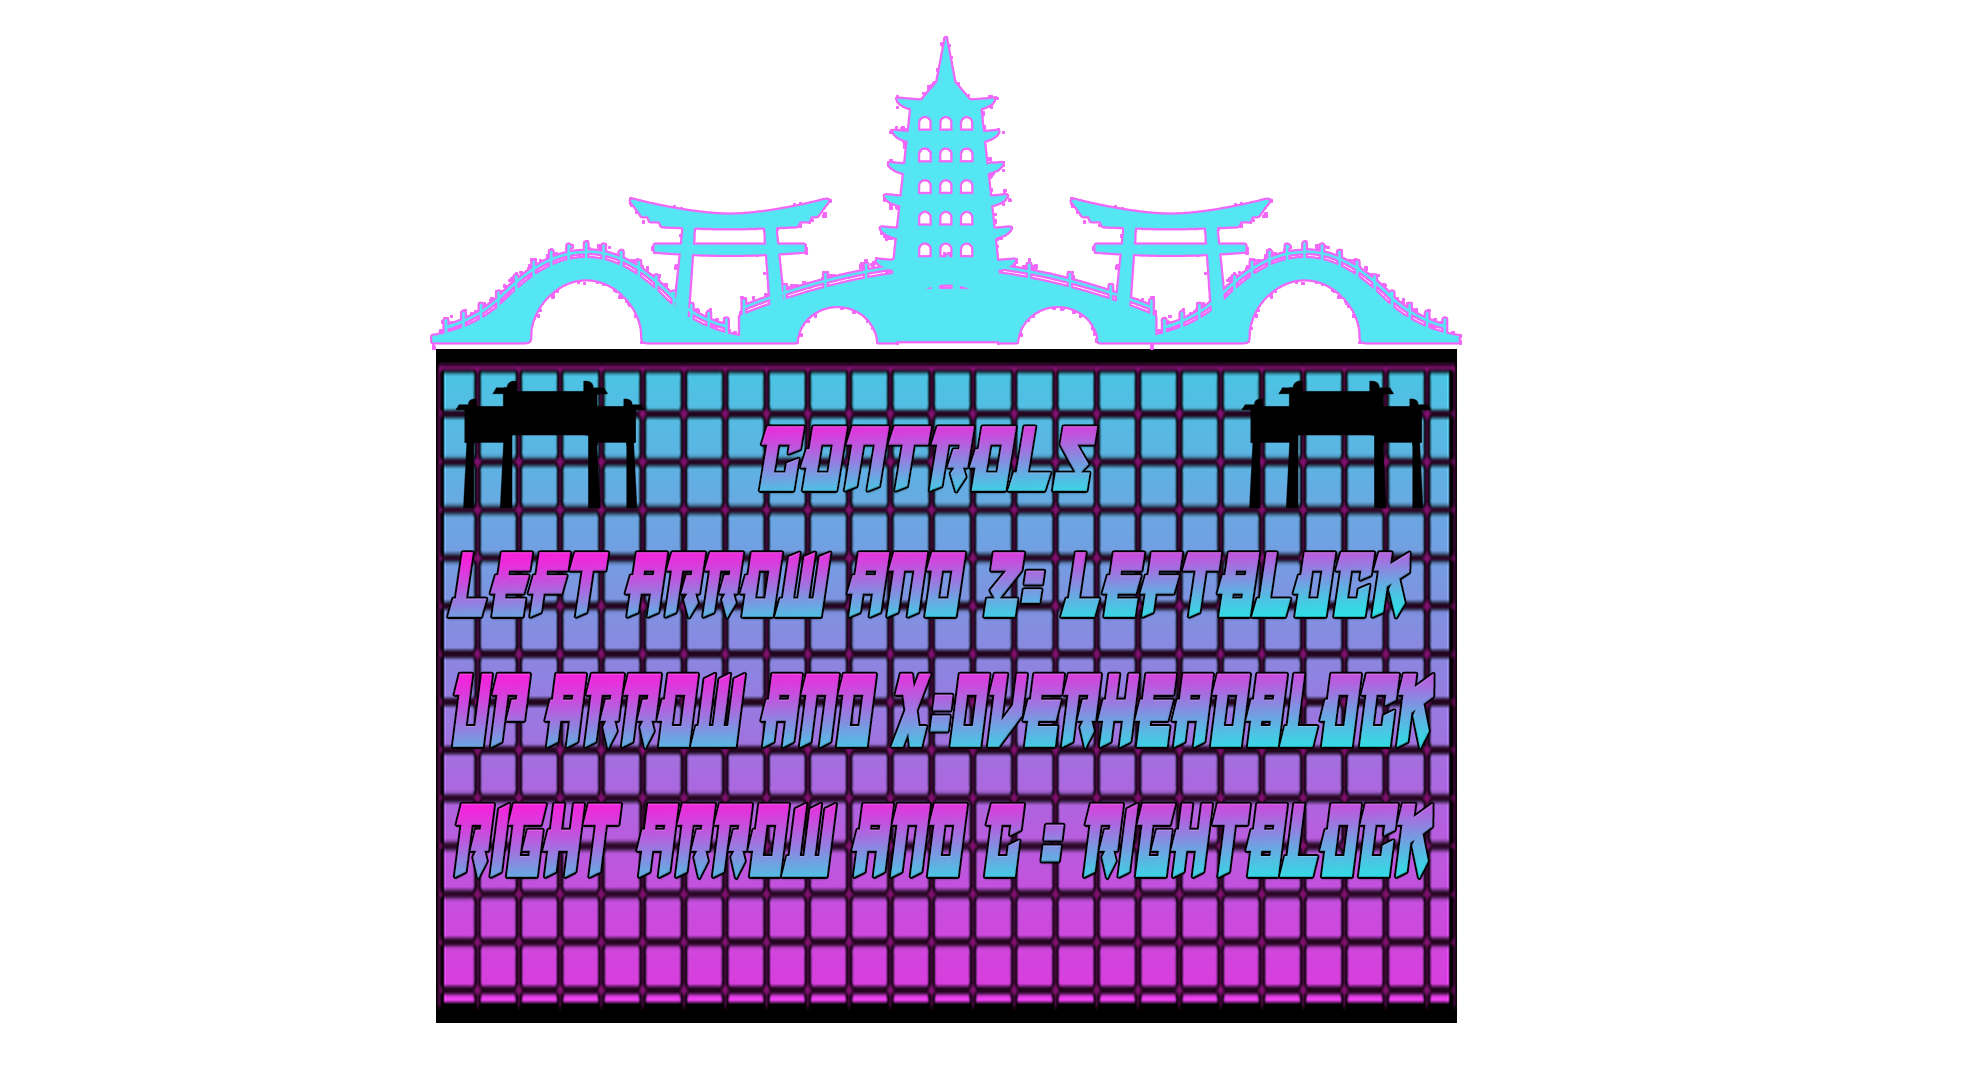 CONTROLS
LEFT ARROW AND Z: LEFTBLOCK
UP ARROW AND X:OVERHEADBLOCK
RIGHT ARROW AND C : RIGHTBLOCK